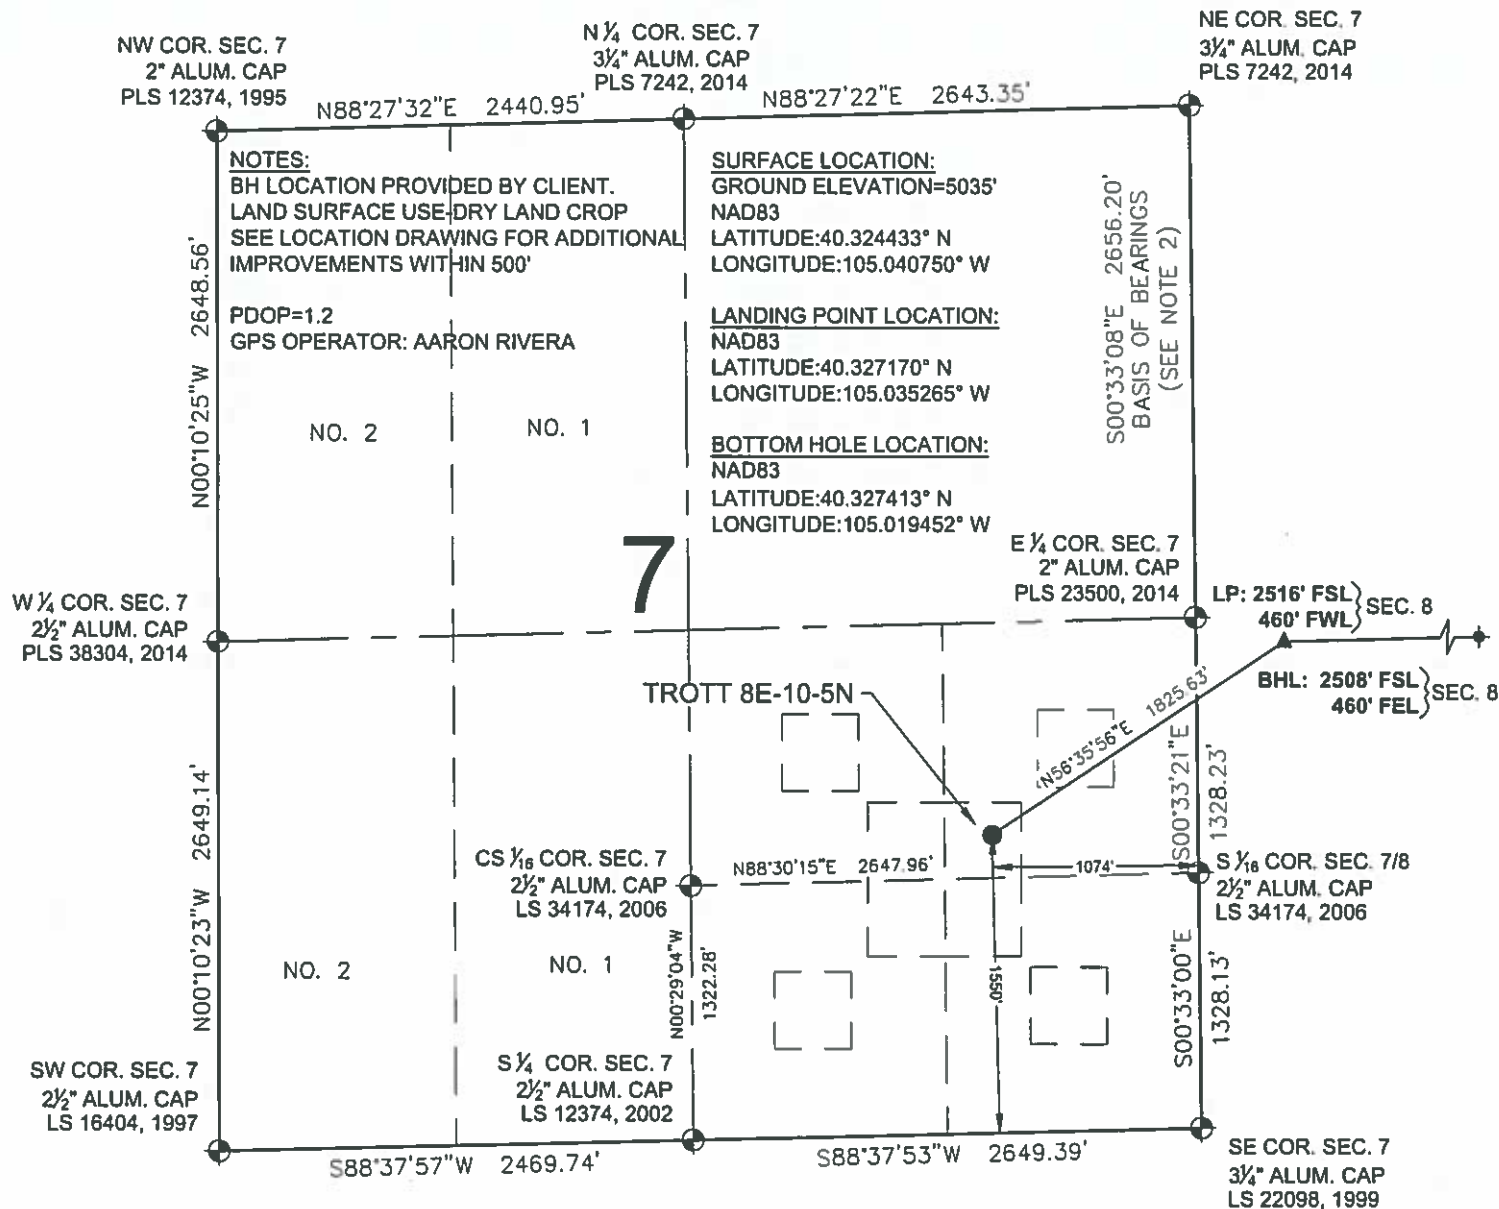 NW COR. SEC. 7
2" ALUM. CAP
PLS 12374, 1995
N ¼ COR. SEC. 7
3¼" ALUM. CAP
PLS 7242, 2014
NE COR. SEC. 7
3¼" ALUM. CAP
PLS 7242, 2014
N88°27'32"E 2440.95'
N88°27'22"E 2643.35'
NOTES:
BH LOCATION PROVIDED BY CLIENT.
LAND SURFACE USE-DRY LAND CROP
SEE LOCATION DRAWING FOR ADDITIONAL
IMPROVEMENTS WITHIN 500'
PDOP=1.2
GPS OPERATOR: AARON RIVERA
SURFACE LOCATION:
GROUND ELEVATION=5035'
NAD83
LATITUDE:40.324433° N
LONGITUDE:105.040750° W
LANDING POINT LOCATION:
NAD83
LATITUDE:40.327170° N
LONGITUDE:105.035265° W
BOTTOM HOLE LOCATION:
NAD83
LATITUDE:40.327413° N
LONGITUDE:105.019452° W
N00°10'25"W 2648.56'
S00°33'08"E 2656.20'
BASIS OF BEARINGS
(SEE NOTE 2)
NO. 2
NO. 1
7
W ¼ COR. SEC. 7
2½" ALUM. CAP
PLS 38304, 2014
E ¼ COR. SEC. 7
2" ALUM. CAP
PLS 23500, 2014
LP: 2516' FSL
460' FWL
SEC. 8
BHL: 2508' FSL
460' FEL
SEC. 8
TROTT 8E-10-5N
N56°35'56"E 1825.63'
S00°33'21"E
1328.23'
N00°10'23"W 2649.14'
CS 1/16 COR. SEC. 7
2½" ALUM. CAP
LS 34174, 2006
N88°30'15"E 2647.96'
1074'
S 1/16 COR. SEC. 7/8
2½" ALUM. CAP
LS 34174, 2006
NO. 2
NO. 1
N00°29'04"W
1322.28'
1550'
S00°33'00"E
1328.13'
SW COR. SEC. 7
2½" ALUM. CAP
LS 16404, 1997
S ¼ COR. SEC. 7
2½" ALUM. CAP
LS 12374, 2002
S88°37'57"W 2469.74'
S88°37'53"W 2649.39'
SE COR. SEC. 7
3¼" ALUM. CAP
LS 22098, 1999